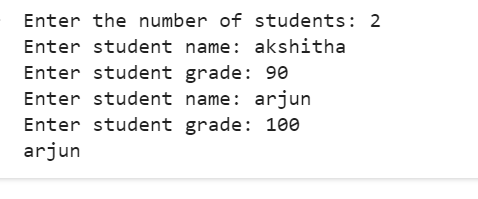 Enter the number of students: 2
Enter student name: akshitha
Enter student grade: 90
Enter student name: arjun
Enter student grade: 100
arjun